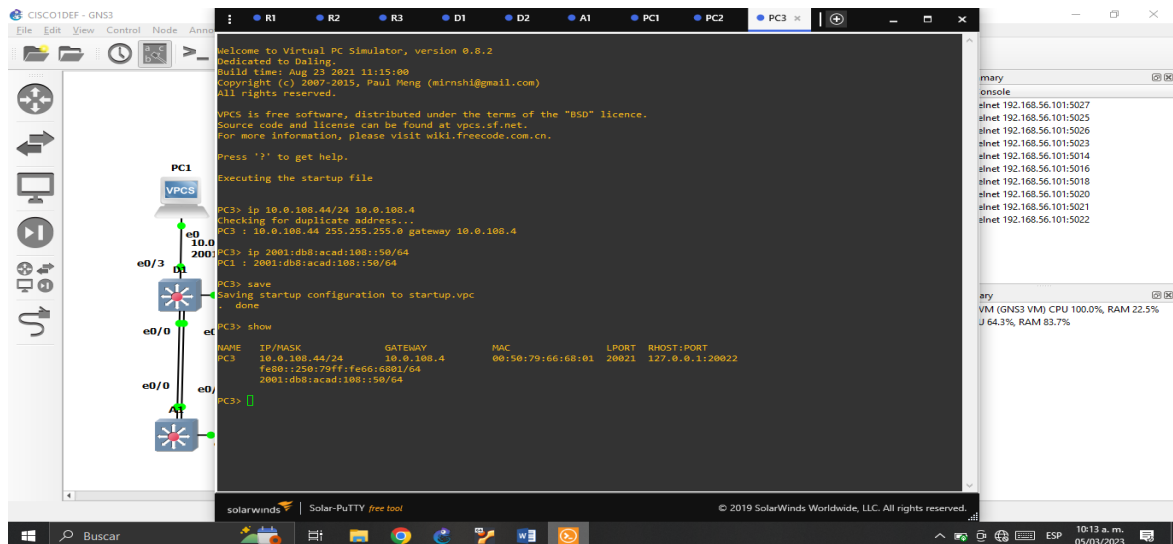 CISCO1DEF - GNS3
File Edit View Control Node Anno
R1 R2 R3 D1 D2 A1 PC1 PC2 PC3
Welcome to Virtual PC Simulator, version 0.8.2
Dedicated to Daling.
Build time: Aug 23 2021 11:15:00
Copyright (c) 2007-2015, Paul Meng (mirnshi@gmail.com)
All rights reserved.
VPCS is free software, distributed under the terms of the "BSD" licence.
Source code and license can be found at vpcs.sf.net.
For more information, please visit wiki.freecode.com.cn.
Press '?' to get help.
Executing the startup file
PC3> ip 10.0.108.44/24 10.0.108.4
Checking for duplicate address...
PC3 : 10.0.108.44 255.255.255.0 gateway 10.0.108.4
PC3> ip 2001:db8:acad:108::50/64
PC1 : 2001:db8:acad:108::50/64
PC3> save
Saving startup configuration to startup.vpc
. done
PC3> show
NAME IP/MASK GATEWAY MAC LPORT RHOST:PORT
PC3 10.0.108.44/24 10.0.108.4 00:50:79:66:68:01 20021 127.0.0.1:20022
fe80::250:79ff:fe66:6801/64
2001:db8:acad:108::50/64
PC3>
PC1
VPCS
e0
10.0
2001
e0/3
D1
e0/0
e0/0
e0/
A1
mary
onsole
elnet 192.168.56.101:5027
elnet 192.168.56.101:5025
elnet 192.168.56.101:5026
elnet 192.168.56.101:5023
elnet 192.168.56.101:5014
elnet 192.168.56.101:5016
elnet 192.168.56.101:5018
elnet 192.168.56.101:5020
elnet 192.168.56.101:5021
elnet 192.168.56.101:5022
ary
VM (GNS3 VM) CPU 100.0%, RAM 22.5%
U 64.3%, RAM 83.7%
solarwinds Solar-PuTTY free tool © 2019 SolarWinds Worldwide, LLC. All rights reserved.
Buscar
ESP
10:13 a. m.
05/03/2023